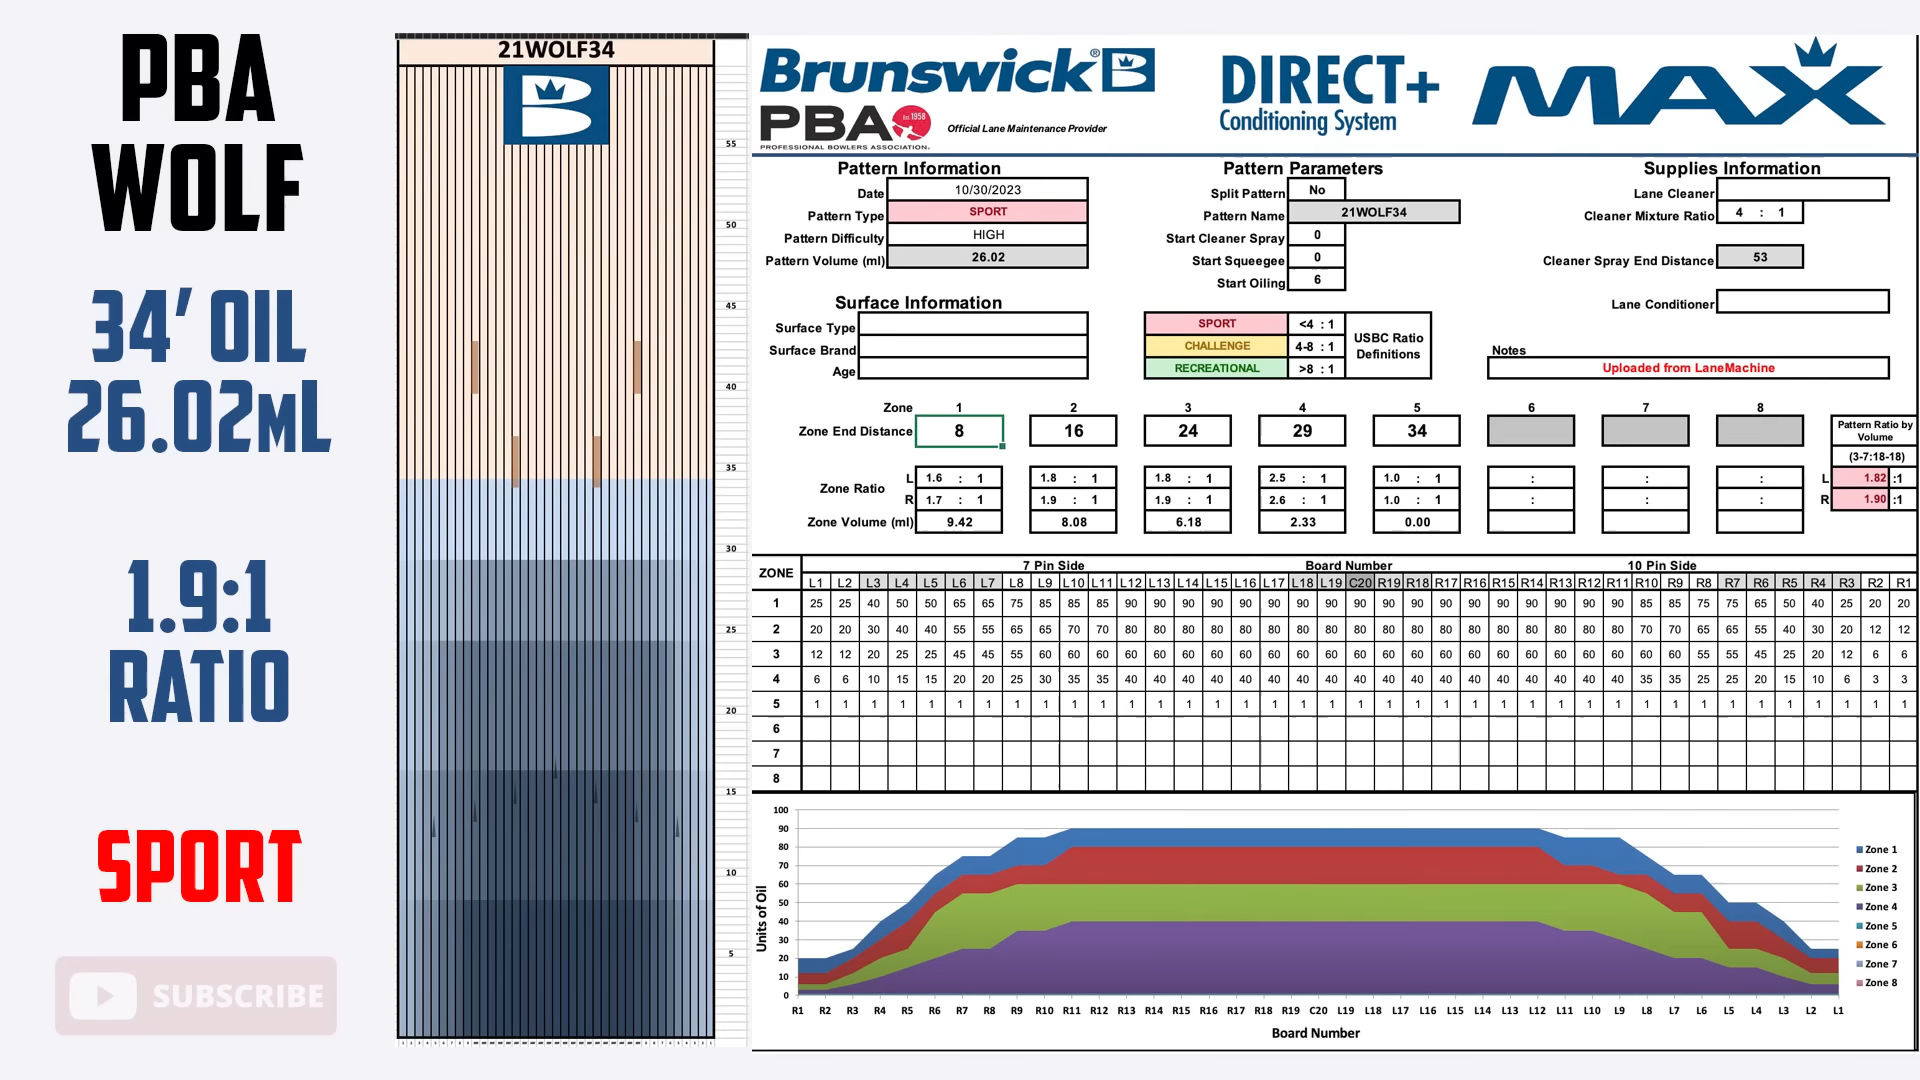 PBA
WOLF
34' OIL
26.02mL
1.9:1
RATIO
SPORT
SUBSCRIBE
21WOLF34
B
55
50
45
40
35
30
25
20
15
10
5
Brunswick® B
PBA Est. 1958
PROFESSIONAL BOWLERS ASSOCIATION.
Official Lane Maintenance Provider
DIRECT+
Conditioning System
MAX
Pattern Information
Date 10/30/2023
Pattern Type SPORT
Pattern Difficulty HIGH
Pattern Volume (ml) 26.02
Surface Information
Surface Type
Surface Brand
Age
Pattern Parameters
Split Pattern No
Pattern Name 21WOLF34
Start Cleaner Spray 0
Start Squeegee 0
Start Oiling 6
SPORT <4 : 1
CHALLENGE 4-8 : 1
RECREATIONAL >8 : 1
USBC Ratio
Definitions
Supplies Information
Lane Cleaner
Cleaner Mixture Ratio 4 : 1
Cleaner Spray End Distance 53
Lane Conditioner
Notes
Uploaded from LaneMachine
Zone 1 2 3 4 5 6 7 8
Zone End Distance 8 16 24 29 34
Pattern Ratio by
Volume
(3-7:18-18)
L 1.82 :1
R 1.90 :1
Zone Ratio
L 1.6 : 1 1.8 : 1 1.8 : 1 2.5 : 1 1.0 : 1 : : :
R 1.7 : 1 1.9 : 1 1.9 : 1 2.6 : 1 1.0 : 1 : : :
Zone Volume (ml) 9.42 8.08 6.18 2.33 0.00
ZONE 7 Pin Side Board Number 10 Pin Side
L1 L2 L3 L4 L5 L6 L7 L8 L9 L10 L11 L12 L13 L14 L15 L16 L17 L18 L19 C20 R19 R18 R17 R16 R15 R14 R13 R12 R11 R10 R9 R8 R7 R6 R5 R4 R3 R2 R1
1 25 25 40 50 50 65 65 75 85 85 85 90 90 90 90 90 90 90 90 90 90 90 90 90 90 90 90 90 90 85 85 75 75 65 50 40 25 20 20
2 20 20 30 40 40 55 55 65 65 70 70 80 80 80 80 80 80 80 80 80 80 80 80 80 80 80 80 80 80 70 70 65 65 55 40 30 20 12 12
3 12 12 20 25 25 45 45 55 60 60 60 60 60 60 60 60 60 60 60 60 60 60 60 60 60 60 60 60 60 60 60 55 55 45 25 20 12 6 6
4 6 6 10 15 15 20 20 25 30 35 35 40 40 40 40 40 40 40 40 40 40 40 40 40 40 40 40 40 40 35 35 25 25 20 15 10 6 3 3
5 1 1 1 1 1 1 1 1 1 1 1 1 1 1 1 1 1 1 1 1 1 1 1 1 1 1 1 1 1 1 1 1 1 1 1 1 1 1 1
6
7
8
Units of Oil
100
90
80
70
60
50
40
30
20
10
0
R1 R2 R3 R4 R5 R6 R7 R8 R9 R10 R11 R12 R13 R14 R15 R16 R17 R18 R19 C20 L19 L18 L17 L16 L15 L14 L13 L12 L11 L10 L9 L8 L7 L6 L5 L4 L3 L2 L1
Board Number
Zone 1
Zone 2
Zone 3
Zone 4
Zone 5
Zone 6
Zone 7
Zone 8